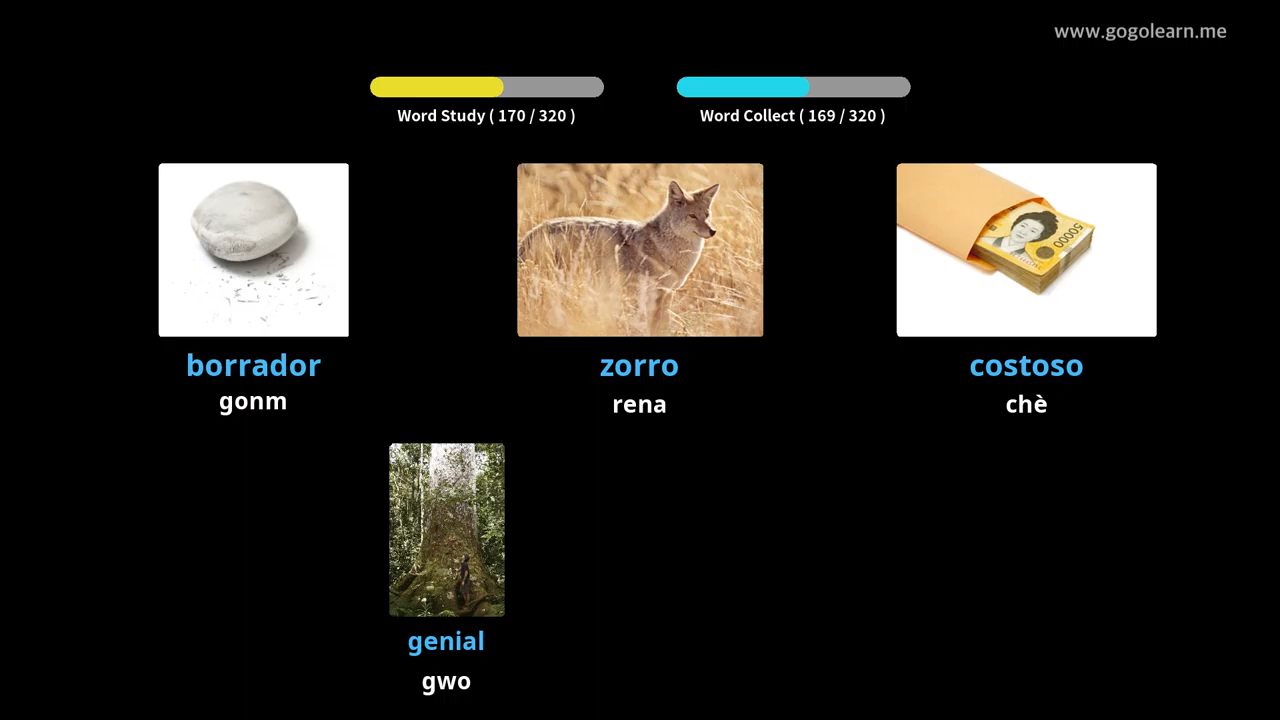 www.gogolearn.me
Word Study ( 170 / 320 )
Word Collect ( 169 / 320 )
50000
borrador
gonm
zorro
rena
costoso
chè
genial
gwo